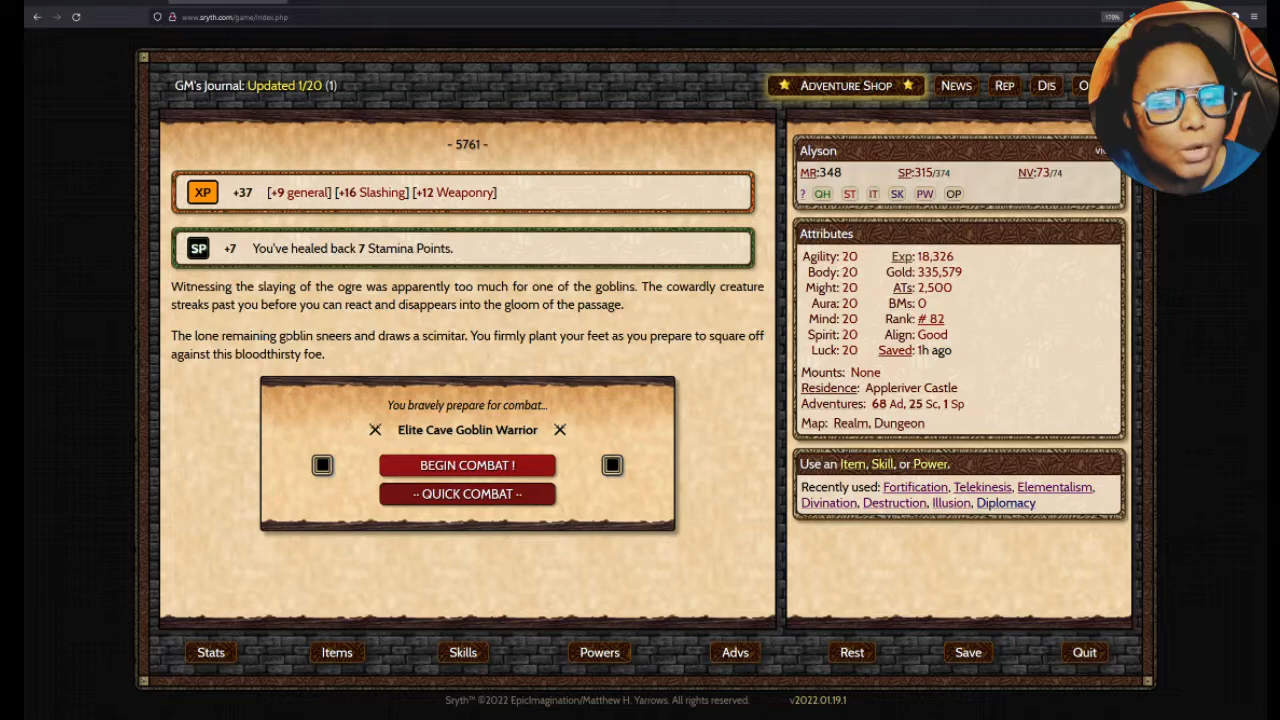 www.sryth.com/game/index.php
170%
GM's Journal: Updated 1/20 (1)
ADVENTURE SHOP
NEWS
REP
DIS
- 5761 -
XP +37 [+9 general] [+16 Slashing] [+12 Weaponry]
SP +7 You've healed back 7 Stamina Points.
Witnessing the slaying of the ogre was apparently too much for one of the goblins. The cowardly creature
streaks past you before you can react and disappears into the gloom of the passage.
The lone remaining goblin sneers and draws a scimitar. You firmly plant your feet as you prepare to square off
against this bloodthirsty foe.
You bravely prepare for combat...
Elite Cave Goblin Warrior
BEGIN COMBAT !
·· QUICK COMBAT ··
Alyson
MR:348 SP:315/374 NV:73/74
? QH ST IT SK PW OP
Attributes
Agility: 20 Exp: 18,326
Body: 20 Gold: 335,579
Might: 20 ATs: 2,500
Aura: 20 BMs: 0
Mind: 20 Rank: # 82
Spirit: 20 Align: Good
Luck: 20 Saved: 1h ago
Mounts: None
Residence: Appleriver Castle
Adventures: 68 Ad, 25 Sc, 1 Sp
Map: Realm, Dungeon
Use an Item, Skill, or Power.
Recently used: Fortification, Telekinesis, Elementalism,
Divination, Destruction, Illusion, Diplomacy
Stats
Items
Skills
Powers
Advs
Rest
Save
Quit
Sryth™ ©2022 EpicImagination/Matthew H. Yarrows. All rights reserved. v2022.01.19.1